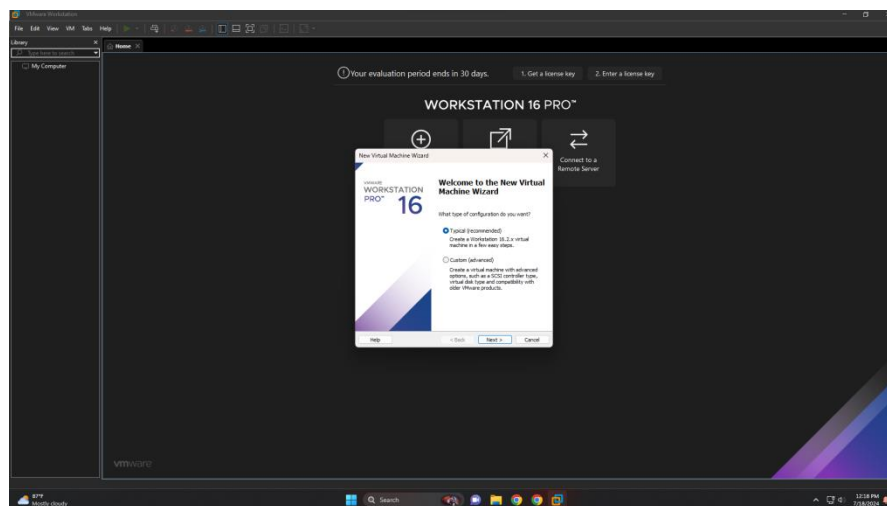 VMware Workstation
File Edit View VM Tabs Help
Library
Home
Type here to search
My Computer
Your evaluation period ends in 30 days.
1. Get a license key
2. Enter a license key
WORKSTATION 16 PRO™
Connect to a
Remote Server
New Virtual Machine Wizard
VMWARE
WORKSTATION
PRO™ 16
Welcome to the New Virtual
Machine Wizard
What type of configuration do you want?
Typical (recommended)
Create a Workstation 16.2.x virtual
machine in a few easy steps.
Custom (advanced)
Create a virtual machine with advanced
options, such as a SCSI controller type,
virtual disk type and compatibility with
older VMware products.
Help
< Back
Next >
Cancel
vmware
87°F
Mostly cloudy
Search
12:18 PM
7/18/2024